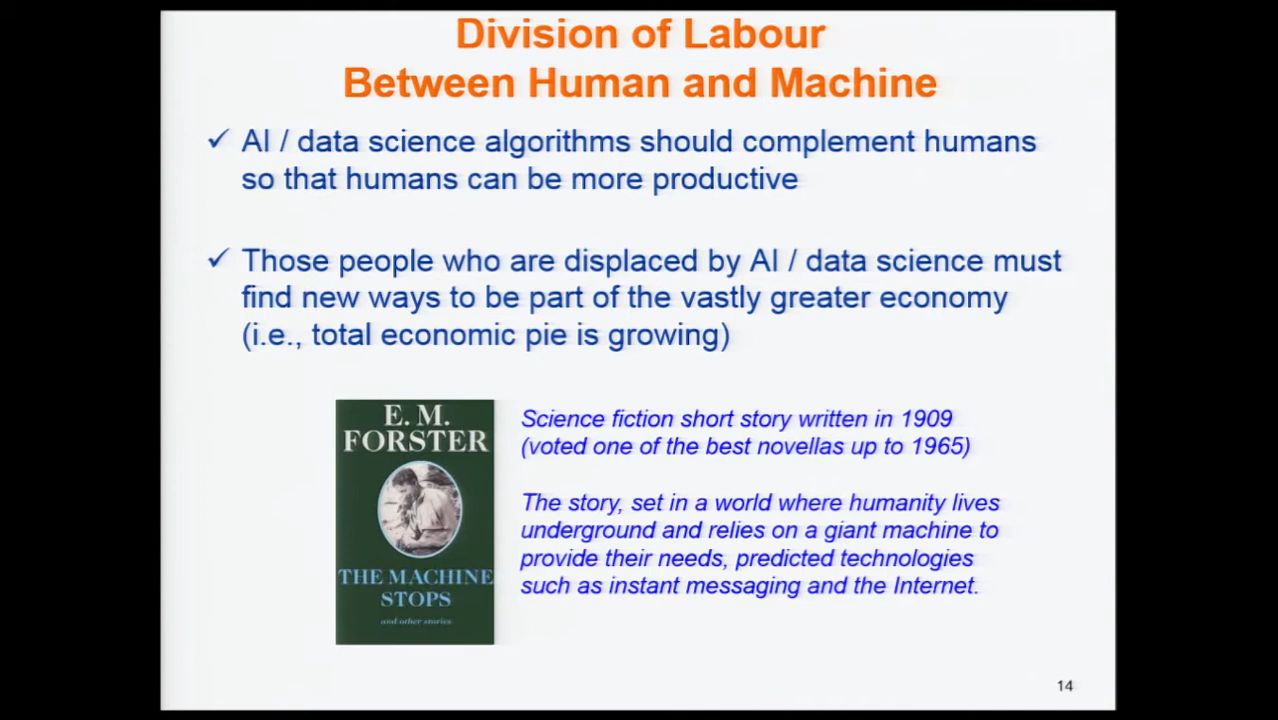 Division of Labour
Between Human and Machine
✓ AI / data science algorithms should complement humans
so that humans can be more productive
✓ Those people who are displaced by AI / data science must
find new ways to be part of the vastly greater economy
(i.e., total economic pie is growing)
E. M.
FORSTER
THE MACHINE
STOPS
and other stories
Science fiction short story written in 1909
(voted one of the best novellas up to 1965)
The story, set in a world where humanity lives
underground and relies on a giant machine to
provide their needs, predicted technologies
such as instant messaging and the Internet.
14